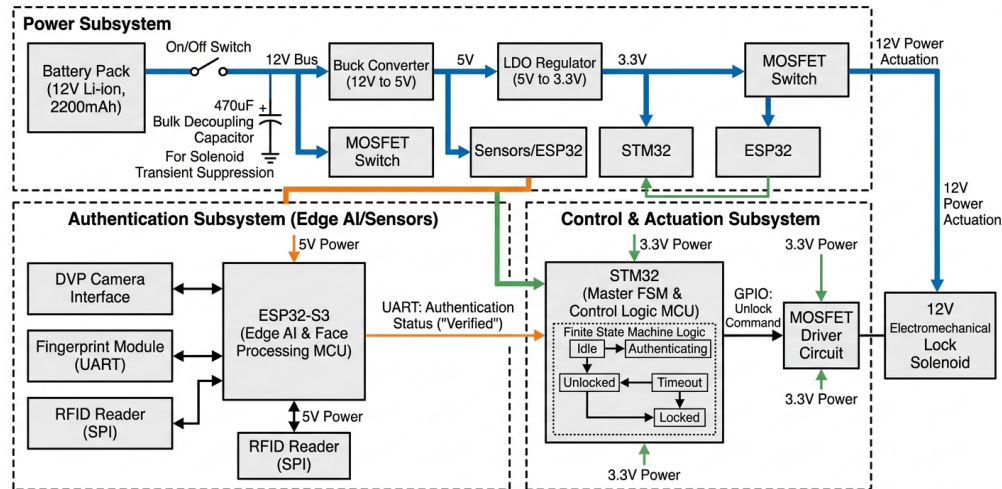 Power Subsystem
Battery Pack
(12V Li-ion,
2200mAh)
On/Off Switch
12V Bus
470uF
+
Bulk Decoupling
Capacitor
For Solenoid
Transient Suppression
Buck Converter
(12V to 5V)
MOSFET
Switch
5V
LDO Regulator
(5V to 3.3V)
Sensors/ESP32
3.3V
STM32
MOSFET
Switch
ESP32
12V Power
Actuation
12V
Power
Actuation
Authentication Subsystem (Edge AI/Sensors)
5V Power
DVP Camera
Interface
Fingerprint Module
(UART)
RFID Reader
(SPI)
ESP32-S3
(Edge AI & Face
Processing MCU)
5V Power
RFID Reader
(SPI)
UART: Authentication
Status ("Verified")
Control & Actuation Subsystem
3.3V Power
STM32
(Master FSM &
Control Logic MCU)
Finite State Machine Logic
Idle
Authenticating
Unlocked
Timeout
Locked
3.3V Power
GPIO:
Unlock
Command
3.3V Power
MOSFET
Driver
Circuit
3.3V Power
12V
Electromechanical
Lock
Solenoid